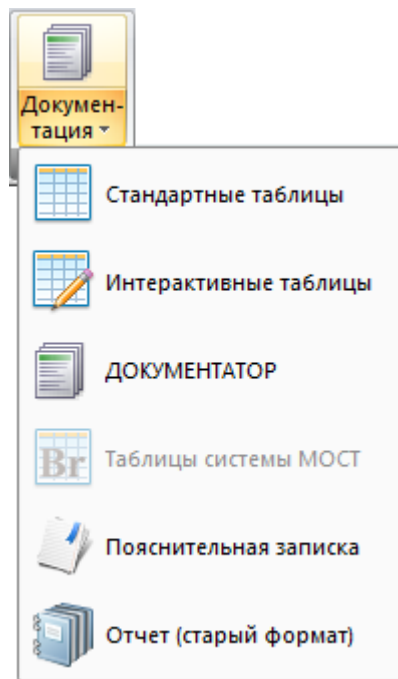 Докумен-
тация
Стандартные таблицы
Интерактивные таблицы
ДОКУМЕНТАТОР
Br Таблицы системы МОСТ
Пояснительная записка
Отчет (старый формат)